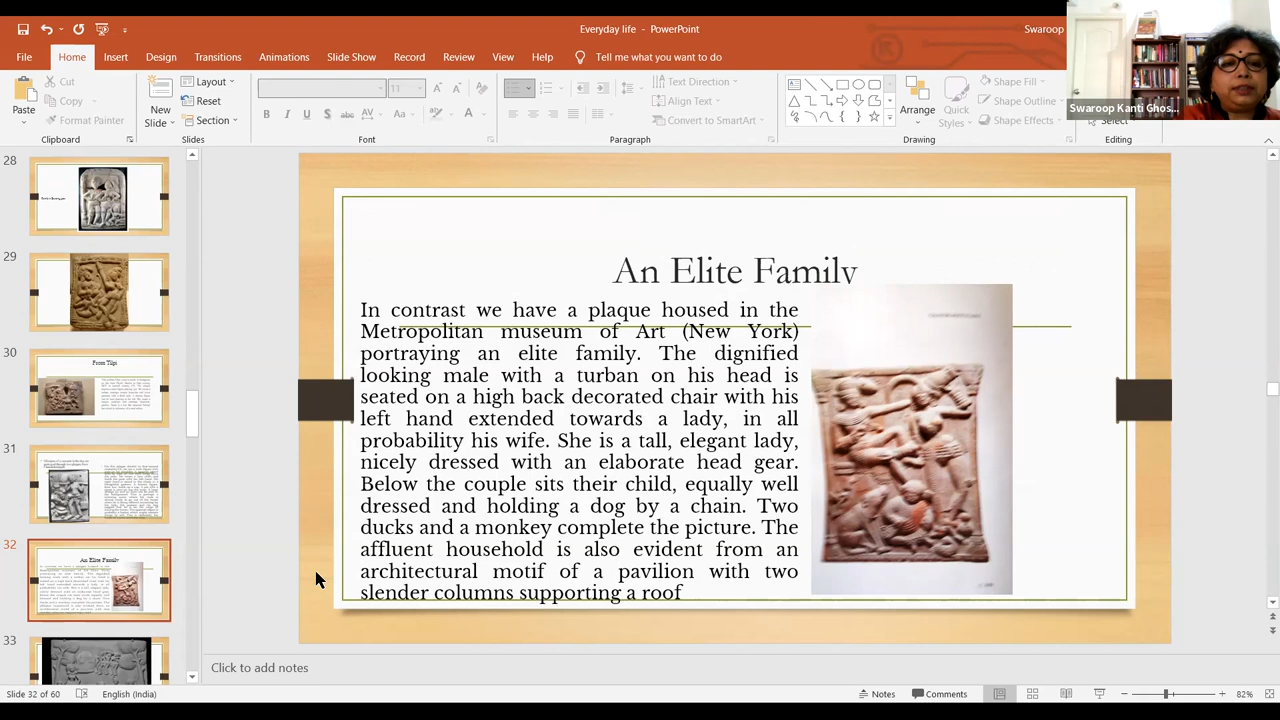 Everyday life - PowerPoint
Swaroop
File Home Insert Design Transitions Animations Slide Show Record Review View Help Tell me what you want to do
Swaroop Kanti Ghos...
Paste
Cut
Copy
Format Painter
Clipboard
New
Slide
Layout
Reset
Section
Slides
11
Font
Text Direction
Align Text
Convert to SmartArt
Paragraph
Arrange
Quick
Styles
Shape Fill
Shape Outline
Shape Effects
Drawing
Select
Editing
28
29
30
From Tilpi
31
32
An Elite Family
33
An Elite Family
In contrast we have a plaque housed in the
Metropolitan museum of Art (New York)
portraying an elite family. The dignified
looking male with a turban on his head is
seated on a high back decorated chair with his
left hand extended towards a lady, in all
probability his wife. She is a tall, elegant lady,
nicely dressed with an elaborate head gear.
Below the couple sits their child, equally well
dressed and holding a dog by a chain. Two
ducks and a monkey complete the picture. The
affluent household is also evident from an
architectural motif of a pavilion with two
slender columns supporting a roof
Click to add notes
Slide 32 of 60 English (India) Notes Comments 82%